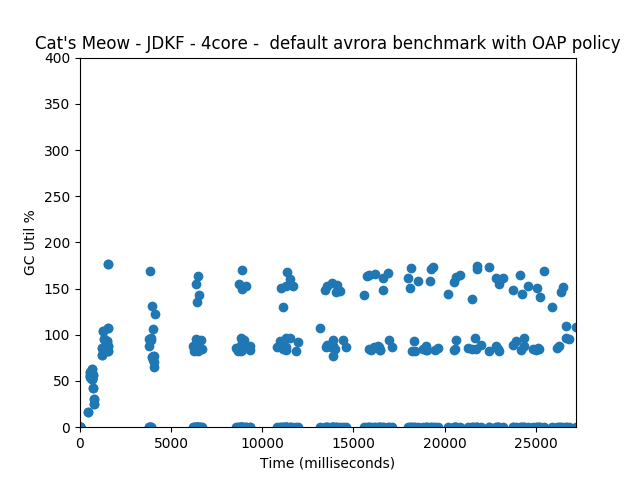 Cat's Meow - JDKF - 4core -  default avrora benchmark with OAP policy
400
350
300
250
200
150
100
50
0
GC Util %
0 5000 10000 15000 20000 25000
Time (milliseconds)